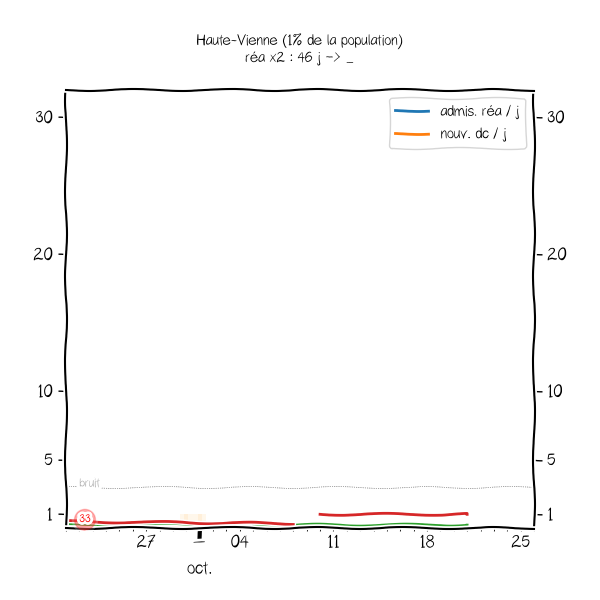 Haute-Vienne (1% de la population)
réa x2 : 46 j -> _
admis. réa / j
nouv. dc / j
30 30
20 20
10 10
5 5
bruit
33
1 1
27 04 11 18 25
oct.